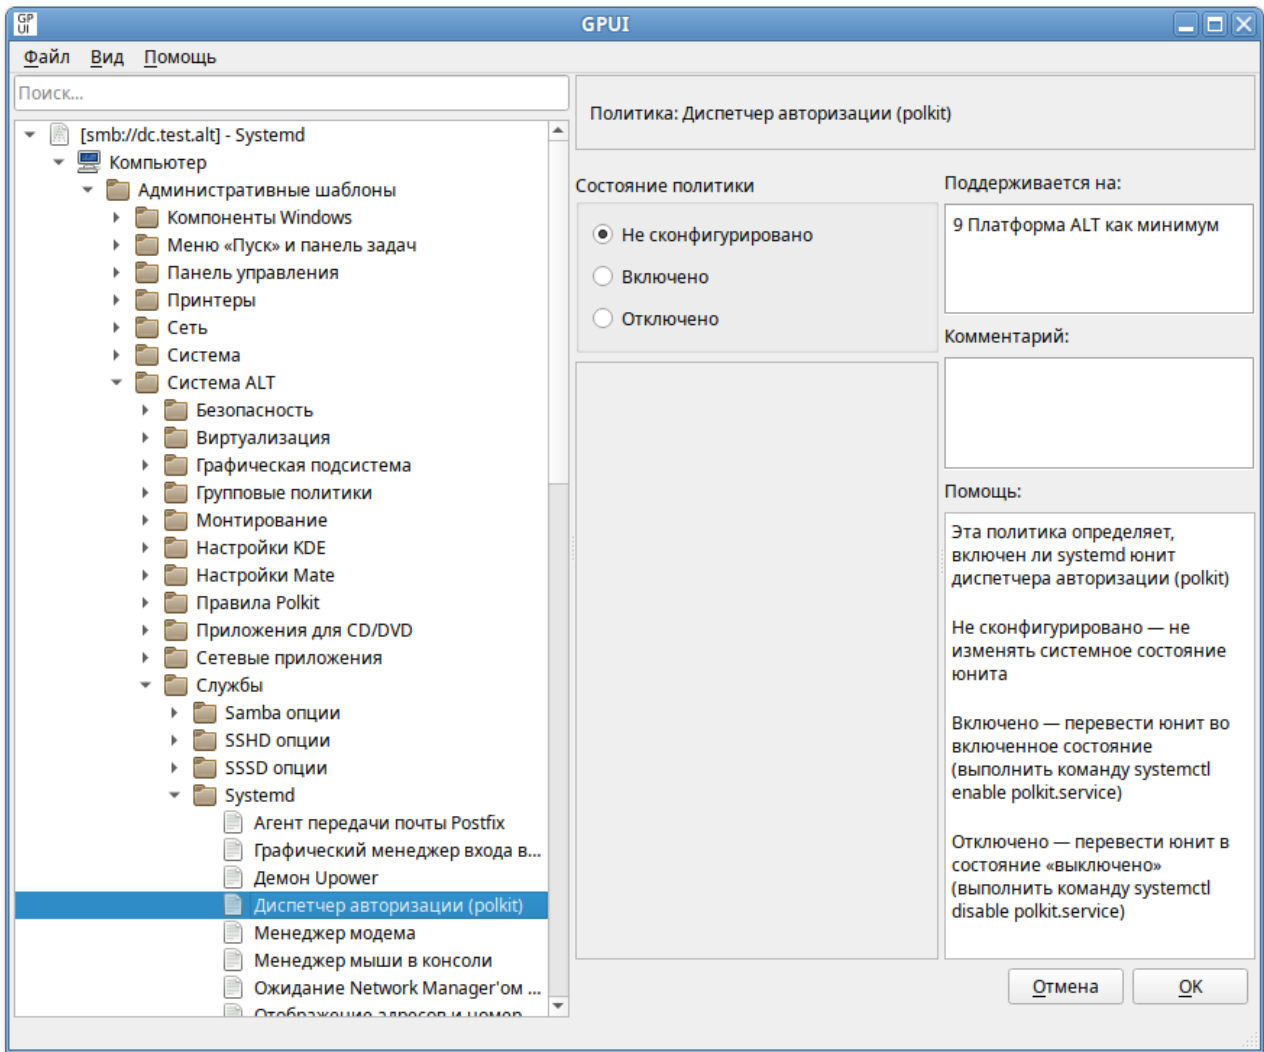 GP
UI
GPUI
Файл Вид Помощь
Поиск...
[smb://dc.test.alt] - Systemd
Компьютер
Административные шаблоны
Компоненты Windows
Меню «Пуск» и панель задач
Панель управления
Принтеры
Сеть
Система
Система ALT
Безопасность
Виртуализация
Графическая подсистема
Групповые политики
Монтирование
Настройки KDE
Настройки Mate
Правила Polkit
Приложения для CD/DVD
Сетевые приложения
Службы
Samba опции
SSHD опции
SSSD опции
Systemd
Агент передачи почты Postfix
Графический менеджер входа в...
Демон Upower
Диспетчер авторизации (polkit)
Менеджер модема
Менеджер мыши в консоли
Ожидание Network Manager'ом ...
Отображение адресов и номер
Политика: Диспетчер авторизации (polkit)
Состояние политики
Не сконфигурировано
Включено
Отключено
Поддерживается на:
9 Платформа ALT как минимум
Комментарий:
Помощь:
Эта политика определяет,
включен ли systemd юнит
диспетчера авторизации (polkit)
Не сконфигурировано — не
изменять системное состояние
юнита
Включено — перевести юнит во
включенное состояние
(выполнить команду systemctl
enable polkit.service)
Отключено — перевести юнит в
состояние «выключено»
(выполнить команду systemctl
disable polkit.service)
Отмена
OK